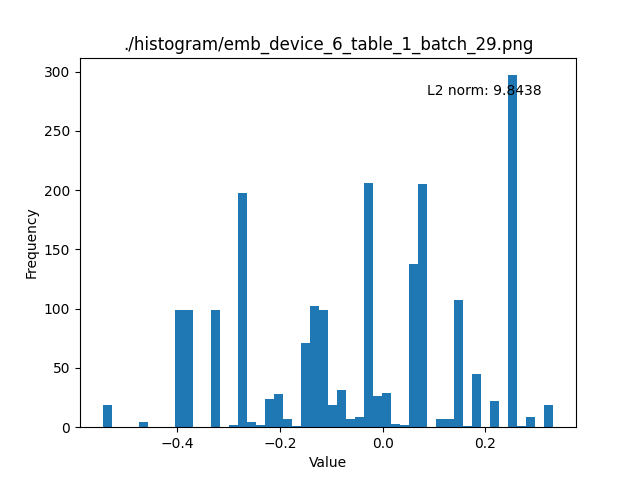 ./histogram/emb_device_6_table_1_batch_29.png
L2 norm: 9.8438
300
250
200
150
100
50
0
Frequency
−0.4 −0.2 0.0 0.2
Value